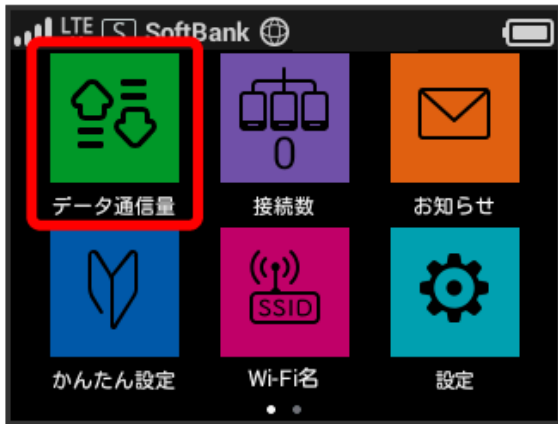 LTE S SoftBank
0
データ通信量 接続数 お知らせ
SSID
かんたん設定 Wi-Fi名 設定